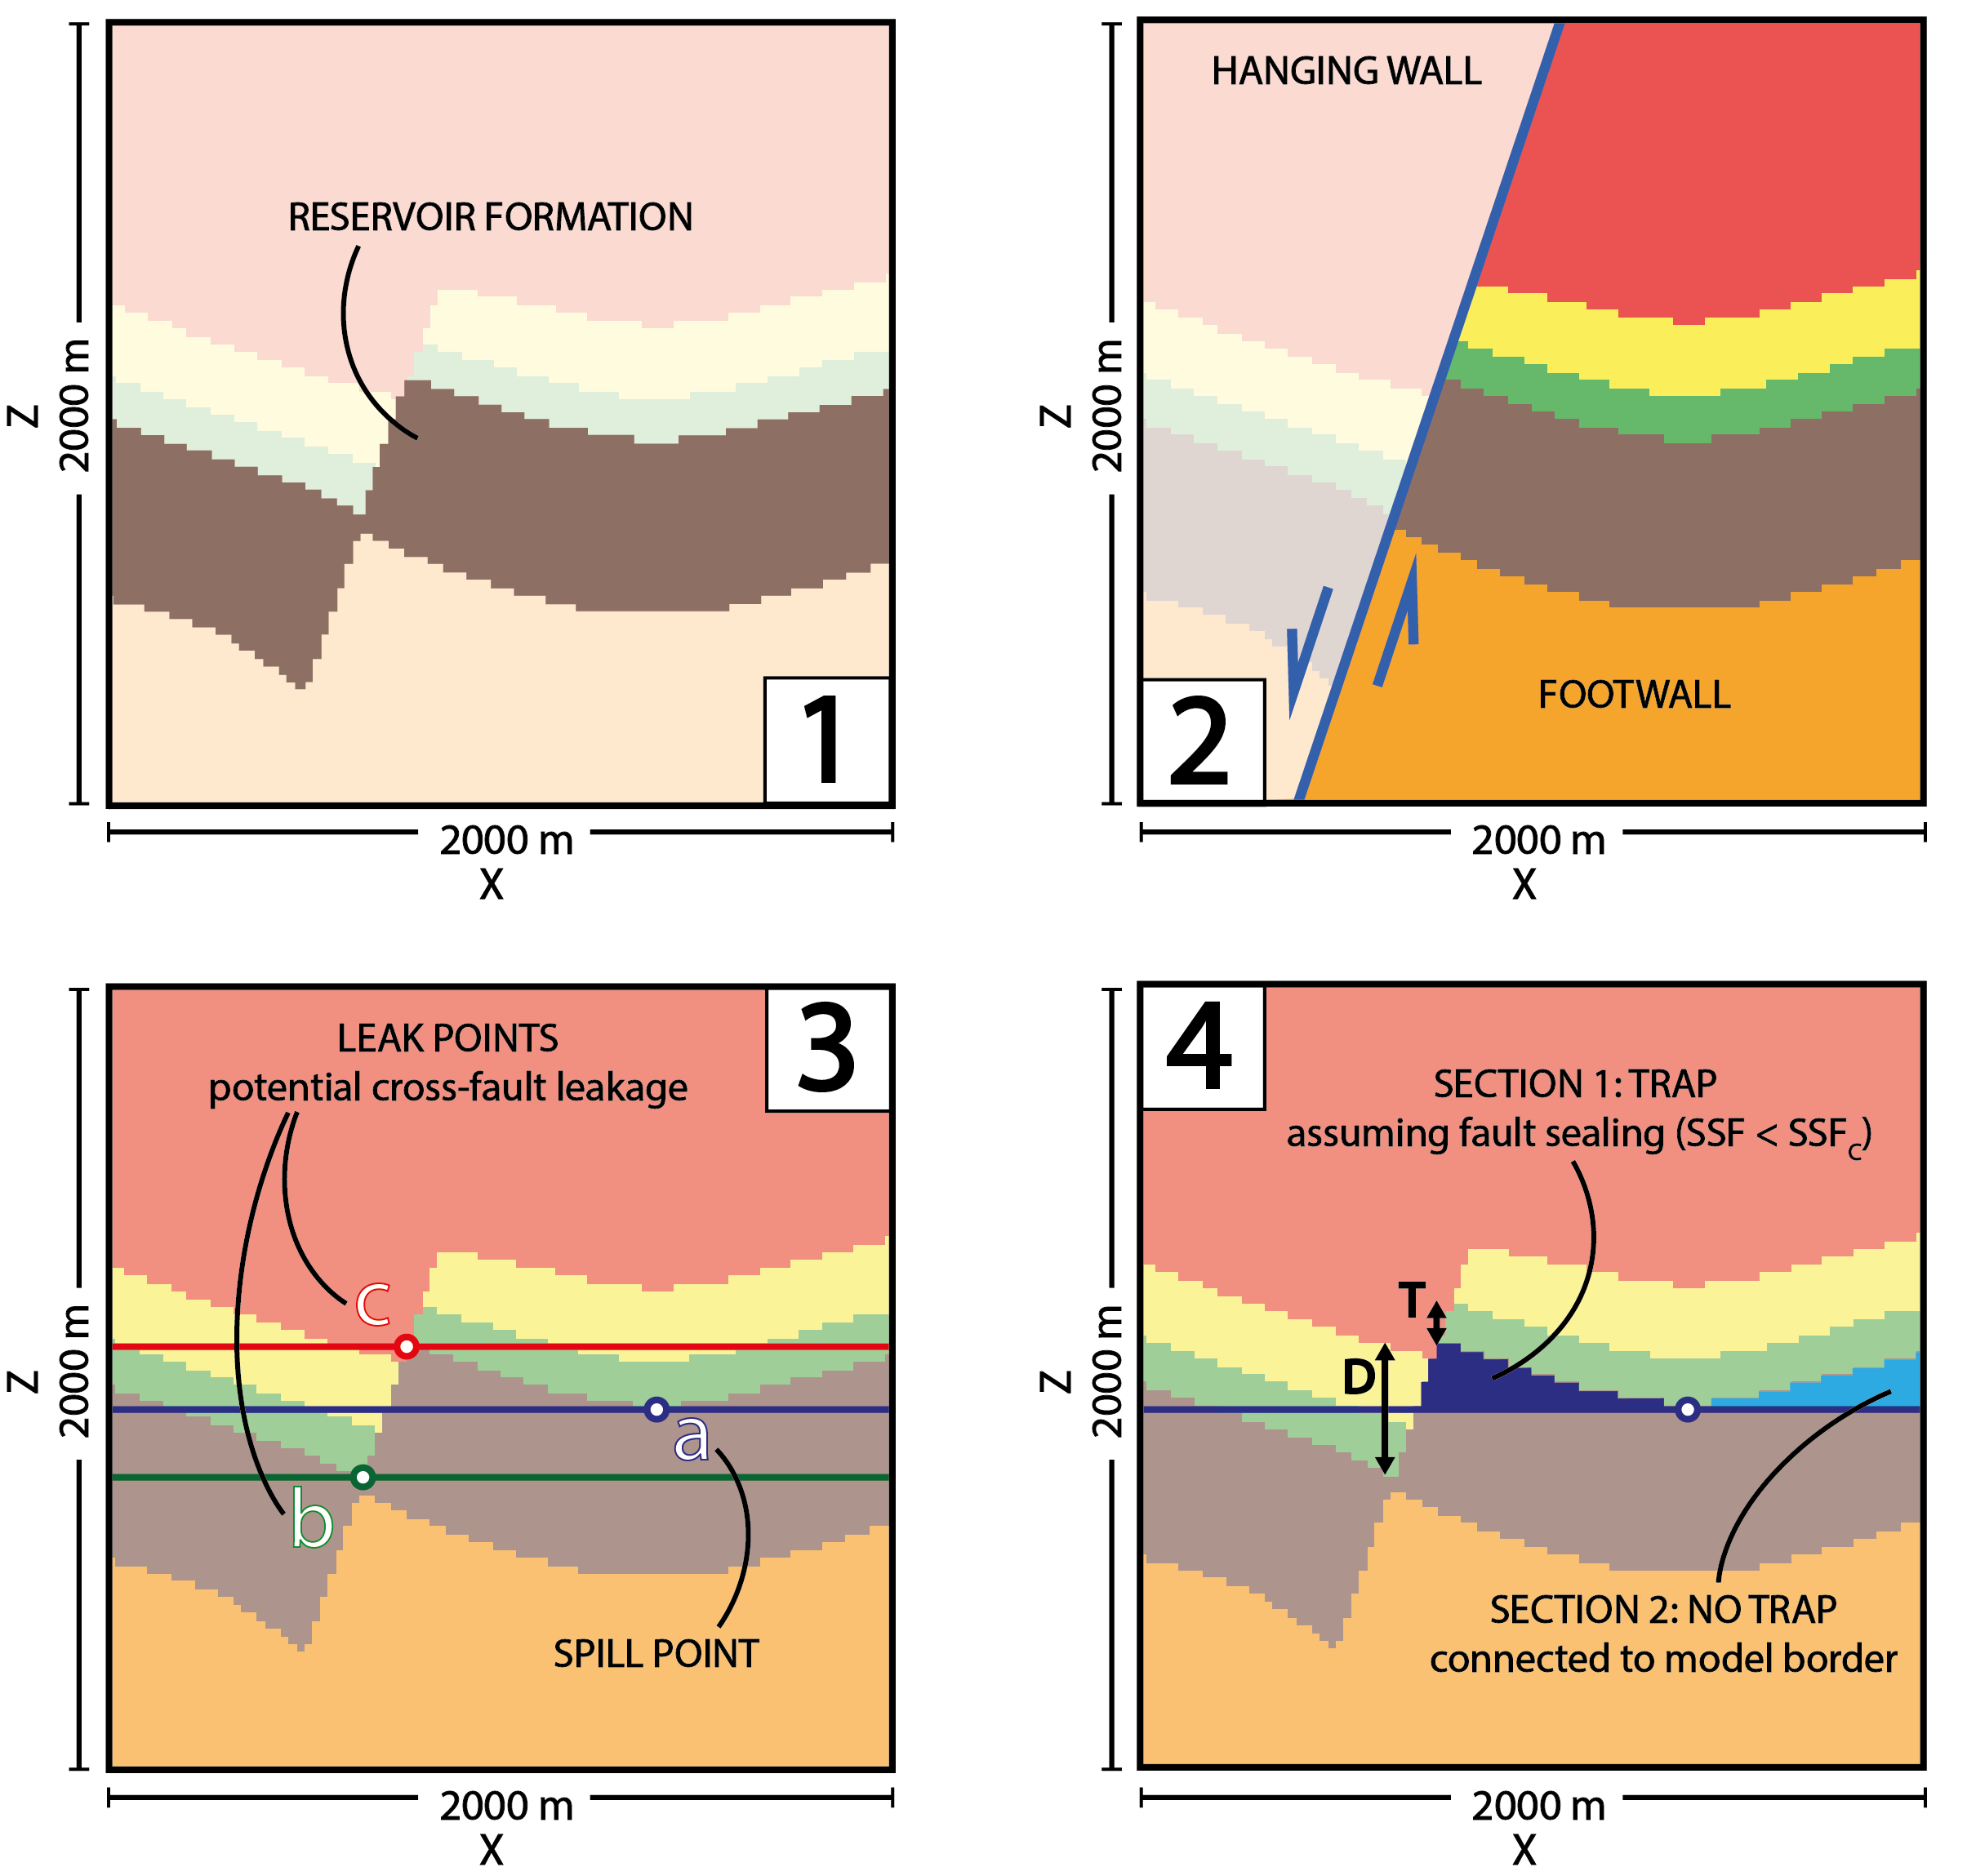 RESERVOIR FORMATION
Z
2000 m
1
2000 m
X
HANGING WALL
Z
2000 m
2
FOOTWALL
2000 m
X
3
LEAK POINTS
potential cross-fault leakage
c
Z
2000 m
a
b
SPILL POINT
2000 m
X
4
SECTION 1: TRAP
assuming fault sealing (SSF < SSFC)
T
D
Z
2000 m
SECTION 2: NO TRAP
connected to model border
2000 m
X